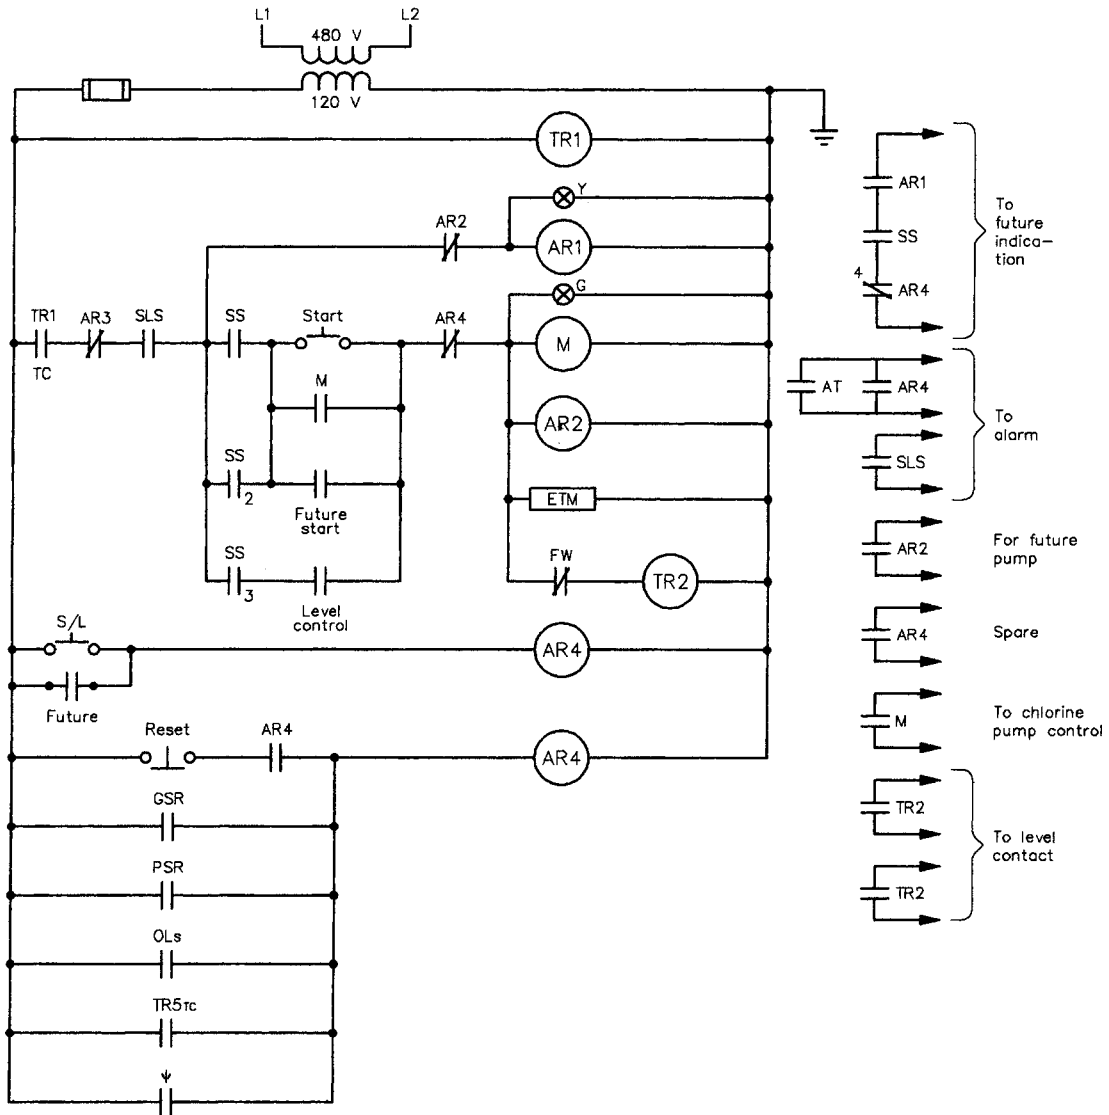 L1 L2
480 V
120 V
TR1
Y
AR2
AR1
G
TR1 AR3 SLS SS Start AR4
TC
M
M
AR2
SS
2
Future
start
ETM
SS
3
Level
control
FW
TR2
S/L
AR4
Future
Reset
AR4
AR4
GSR
PSR
OLs
TR5TC
AR1
SS
4
AR4
To
future
indica-
tion
AT
AR4
SLS
To
alarm
AR2
For future
pump
AR4
Spare
M
To chlorine
pump control
TR2
TR2
To level
contact